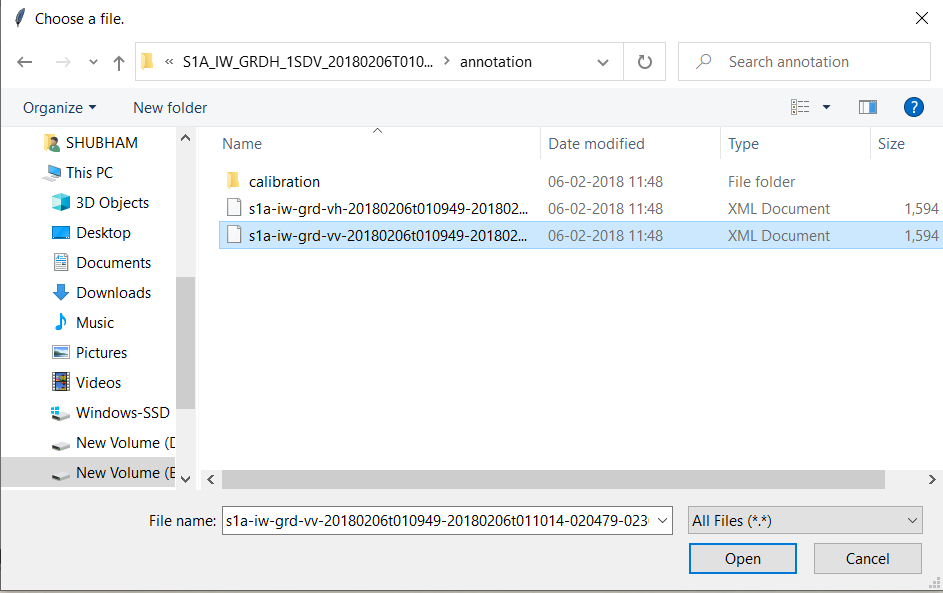 Choose a file.
« S1A_IW_GRDH_1SDV_20180206T010... > annotation
Search annotation
Organize
New folder
?
Name
Date modified
Type
Size
SHUBHAM
This PC
3D Objects
Desktop
Documents
Downloads
Music
Pictures
Videos
Windows-SSD
New Volume (D
New Volume (E
calibration 06-02-2018 11:48 File folder
s1a-iw-grd-vh-20180206t010949-201802... 06-02-2018 11:48 XML Document 1,594
s1a-iw-grd-vv-20180206t010949-201802... 06-02-2018 11:48 XML Document 1,594
File name: s1a-iw-grd-vv-20180206t010949-20180206t011014-020479-023
All Files (*.*)
Open
Cancel